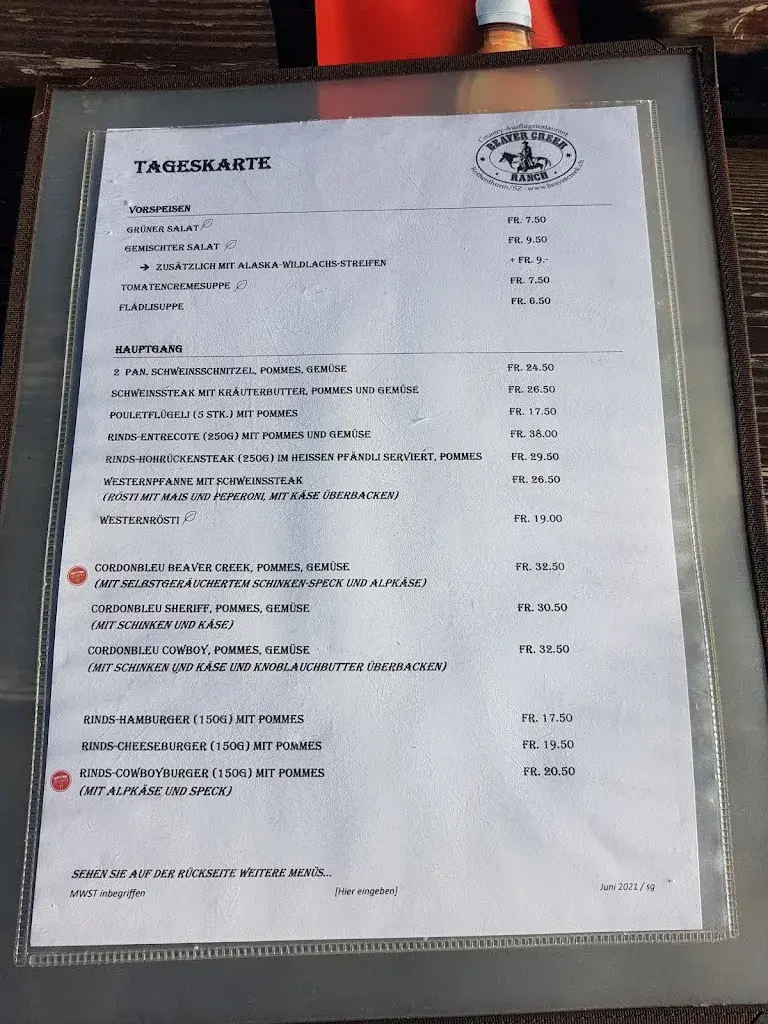 TAGESKARTE
Country-Ausflugsrestaurant
BEAVER CREEK
RANCH
Rothenthurm/SZ - www.beavercreek.ch
VORSPEISEN
GRÜNER SALAT FR. 7.50
GEMISCHTER SALAT FR. 9.50
➔ ZUSÄTZLICH MIT ALASKA-WILDLACHS-STREIFEN + FR. 9.-
TOMATENCREMESUPPE FR. 7.50
FLÄDLISUPPE FR. 6.50
HAUPTGANG
2 PAN. SCHWEINSSCHNITZEL, POMMES, GEMÜSE FR. 24.50
SCHWEINSSTEAK MIT KRÄUTERBUTTER, POMMES UND GEMÜSE FR. 26.50
POULETFLÜGELI (5 STK.) MIT POMMES FR. 17.50
RINDS-ENTRECOTE (250G) MIT POMMES UND GEMÜSE FR. 38.00
RINDS-HOHRÜCKENSTEAK (250G) IM HEISSEN PFÄNDLI SERVIERT, POMMES FR. 29.50
WESTERNPFANNE MIT SCHWEINSSTEAK FR. 26.50
(RÖSTI MIT MAIS UND PEPERONI, MIT KÄSE ÜBERBACKEN)
WESTERNRÖSTI FR. 19.00
CORDONBLEU BEAVER CREEK, POMMES, GEMÜSE FR. 32.50
(MIT SELBSTGERÄUCHERTEM SCHINKEN-SPECK UND ALPKÄSE)
CORDONBLEU SHERIFF, POMMES, GEMÜSE FR. 30.50
(MIT SCHINKEN UND KÄSE)
CORDONBLEU COWBOY, POMMES, GEMÜSE FR. 32.50
(MIT SCHINKEN UND KÄSE UND KNOBLAUCHBUTTER ÜBERBACKEN)
RINDS-HAMBURGER (150G) MIT POMMES FR. 17.50
RINDS-CHEESEBURGER (150G) MIT POMMES FR. 19.50
RINDS-COWBOYBURGER (150G) MIT POMMES FR. 20.50
(MIT ALPKÄSE UND SPECK)
SEHEN SIE AUF DER RÜCKSEITE WEITERE MENÜS...
MWST inbegriffen [Hier eingeben] Juni 2021 / sg